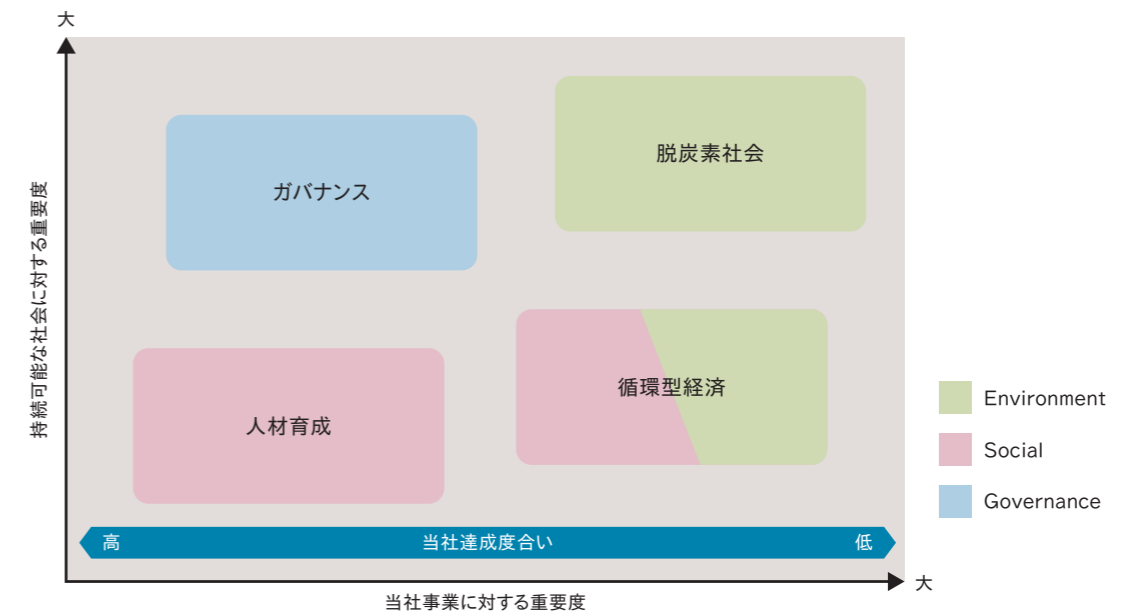 大
持続可能な社会に対する重要度
ガバナンス
脱炭素社会
人材育成
循環型経済
Environment
Social
Governance
高
当社達成度合い
低
大
当社事業に対する重要度